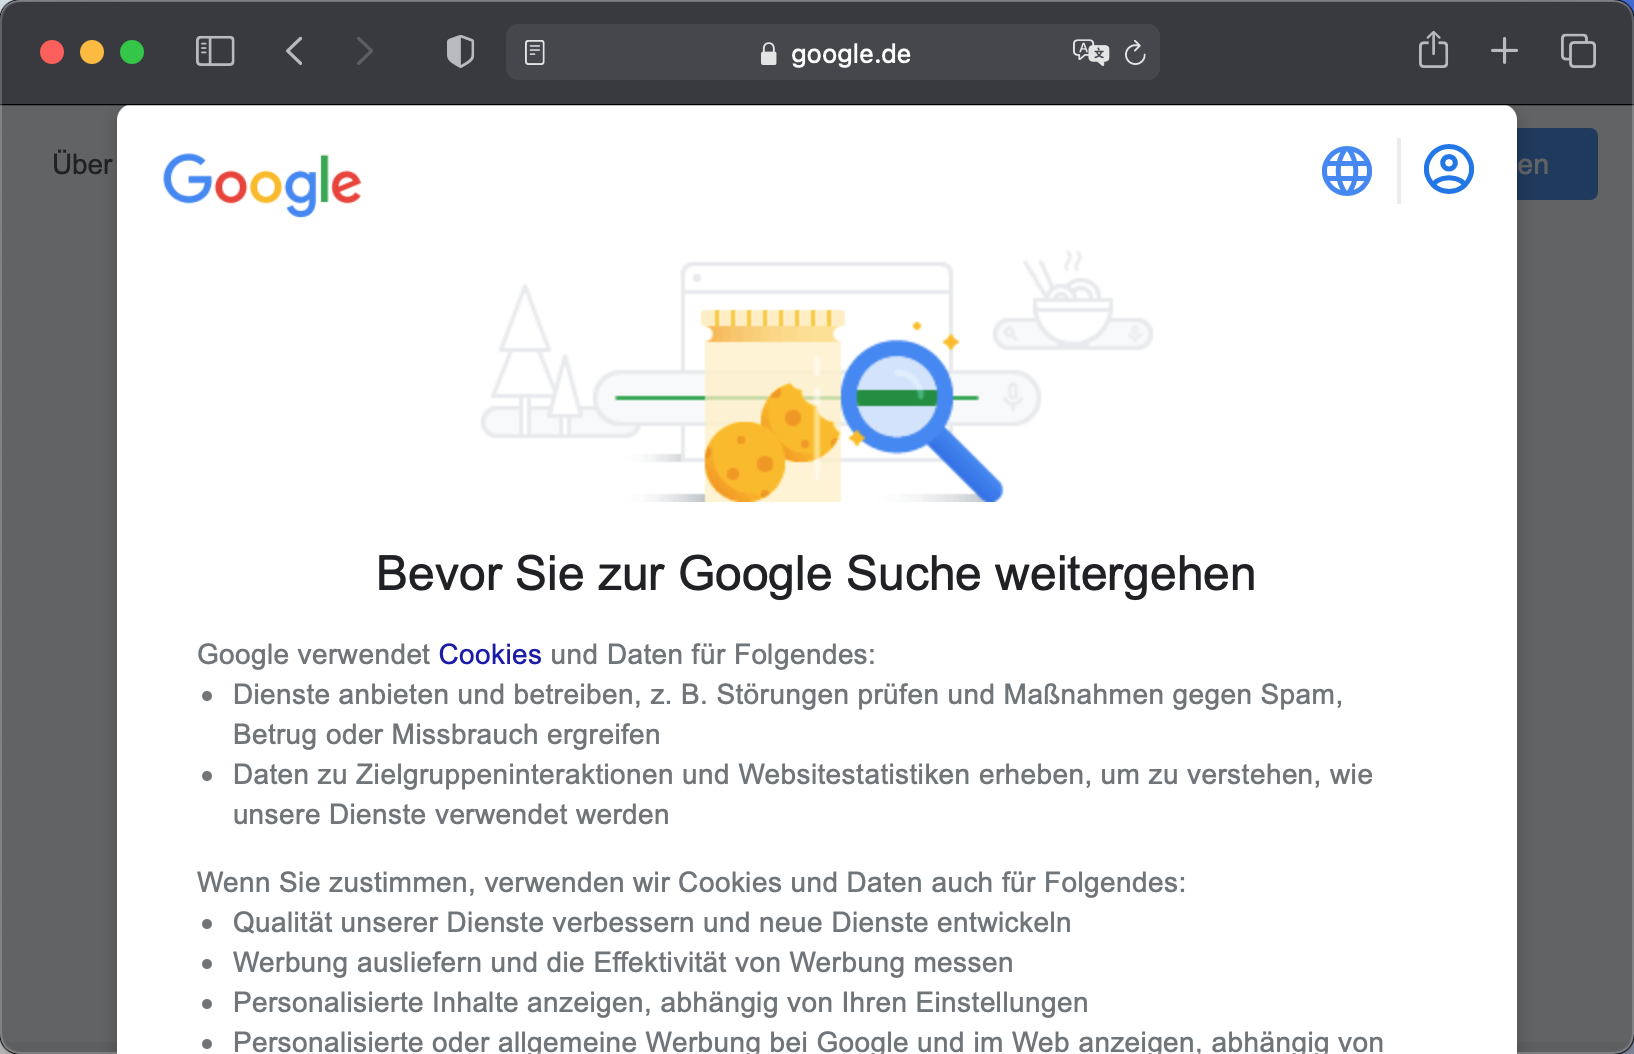 google.de
Über
en
Google
Bevor Sie zur Google Suche weitergehen
Google verwendet Cookies und Daten für Folgendes:
• Dienste anbieten und betreiben, z. B. Störungen prüfen und Maßnahmen gegen Spam,
Betrug oder Missbrauch ergreifen
• Daten zu Zielgruppeninteraktionen und Websitestatistiken erheben, um zu verstehen, wie
unsere Dienste verwendet werden
Wenn Sie zustimmen, verwenden wir Cookies und Daten auch für Folgendes:
• Qualität unserer Dienste verbessern und neue Dienste entwickeln
• Werbung ausliefern und die Effektivität von Werbung messen
• Personalisierte Inhalte anzeigen, abhängig von Ihren Einstellungen
• Personalisierte oder allgemeine Werbung bei Google und im Web anzeigen, abhängig von